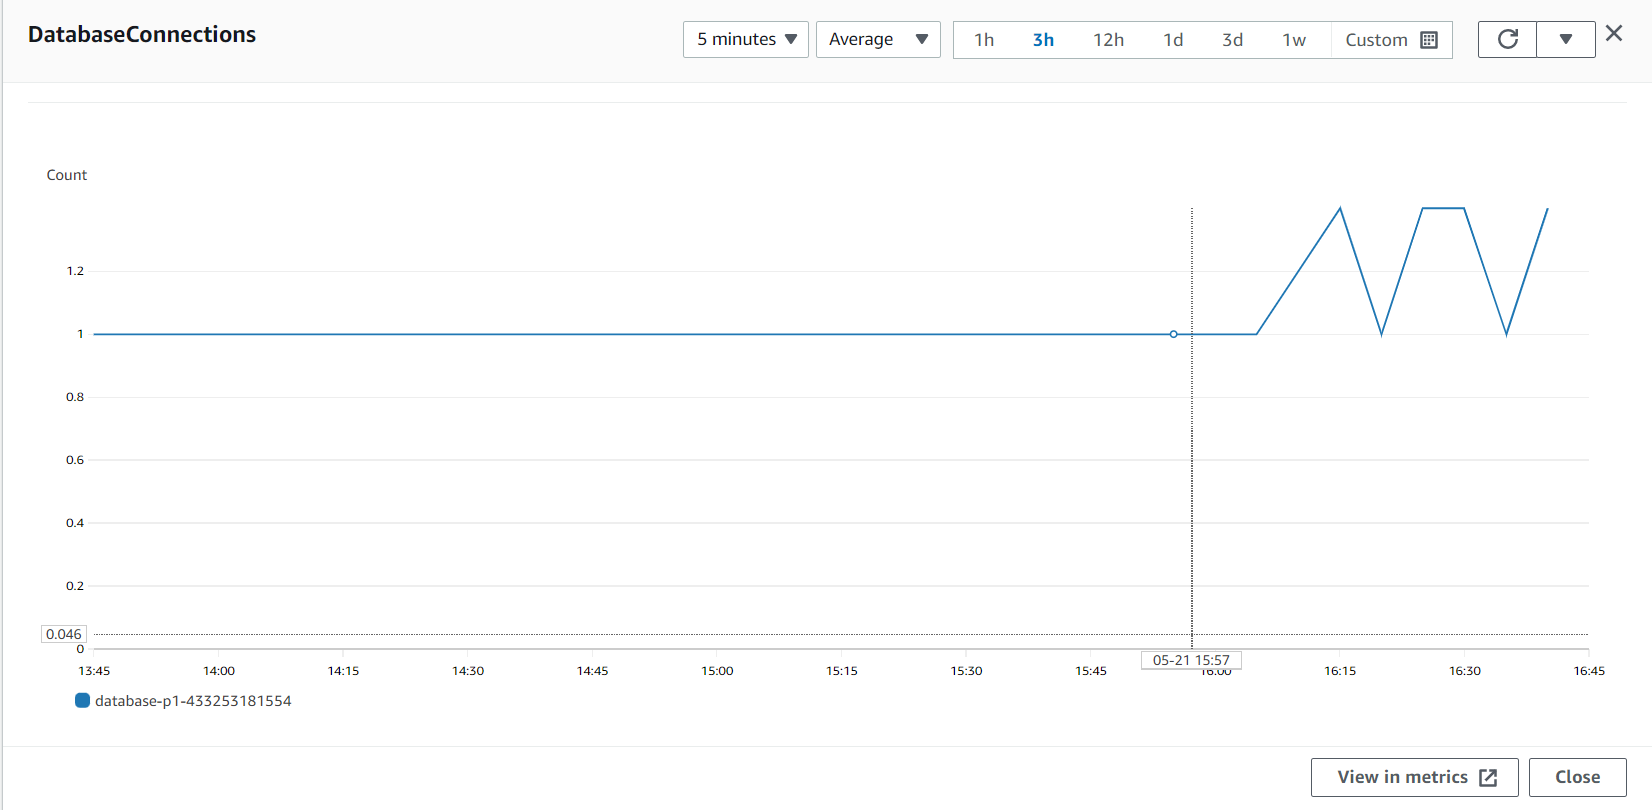 DatabaseConnections
5 minutes Average 1h 3h 12h 1d 3d 1w Custom
Count
1.2
1
0.8
0.6
0.4
0.2
0.046
0
05-21 15:57
13:45 14:00 14:15 14:30 14:45 15:00 15:15 15:30 15:45 16:00 16:15 16:30 16:45
database-p1-433253181554
View in metrics Close